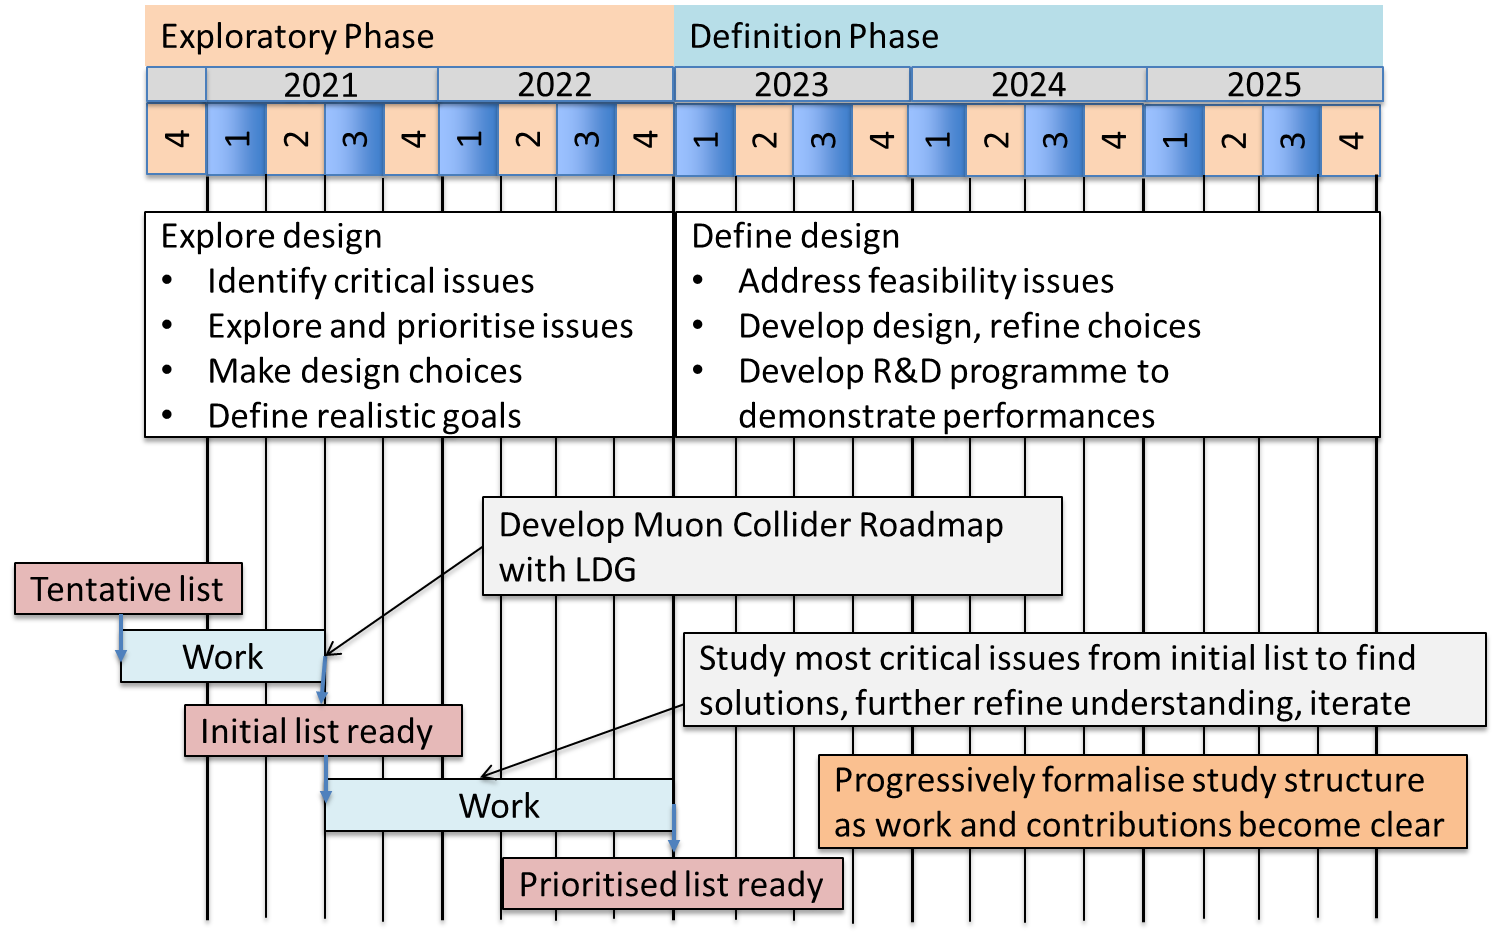 Exploratory Phase
Definition Phase
2021
2022
2023
2024
2025
4 1 2 3 4 1 2 3 4 1 2 3 4 1 2 3 4 1 2 3 4
Explore design
• Identify critical issues
• Explore and prioritise issues
• Make design choices
• Define realistic goals
Define design
• Address feasibility issues
• Develop design, refine choices
• Develop R&D programme to
demonstrate performances
Develop Muon Collider Roadmap
with LDG
Tentative list
Work
Study most critical issues from initial list to find
solutions, further refine understanding, iterate
Initial list ready
Progressively formalise study structure
as work and contributions become clear
Work
Prioritised list ready